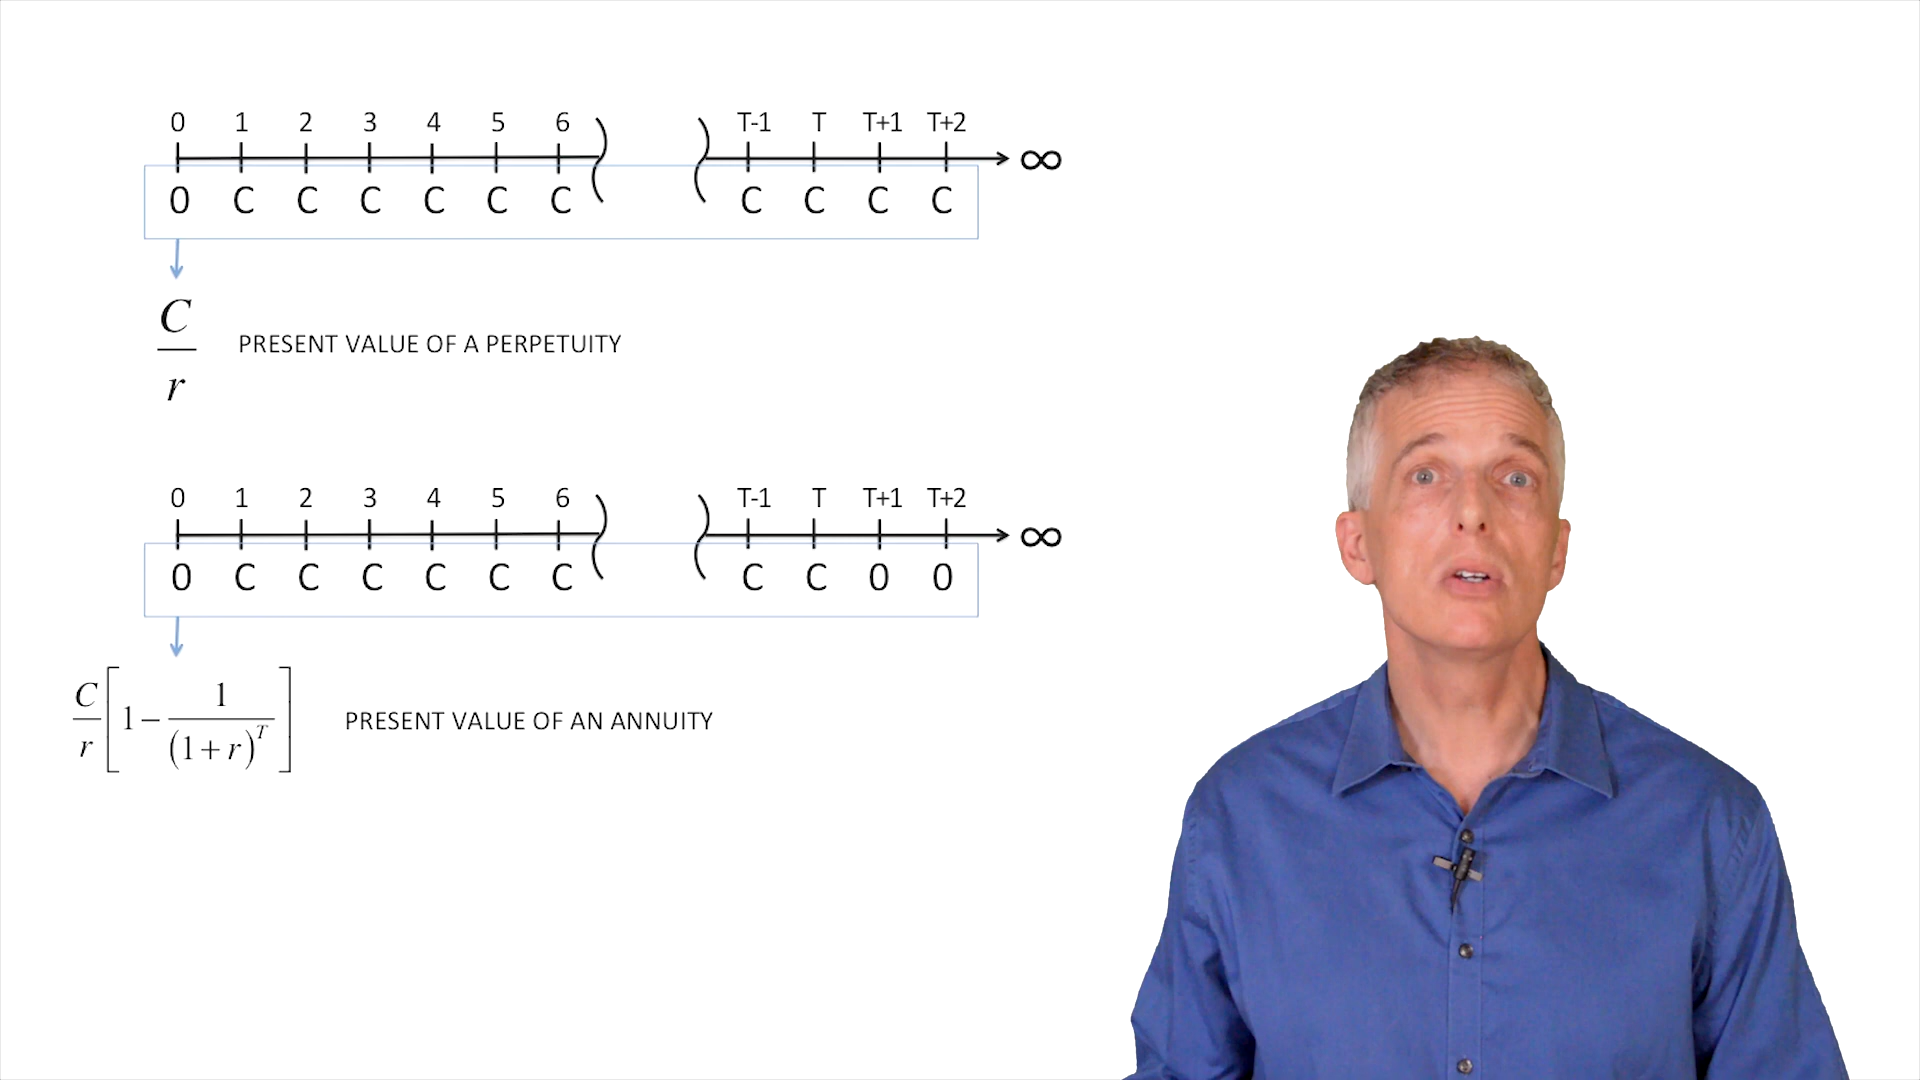 0 1 2 3 4 5 6 T-1 T T+1 T+2
∞
0 C C C C C C C C C C
C
r
PRESENT VALUE OF A PERPETUITY
0 1 2 3 4 5 6 T-1 T T+1 T+2
∞
0 C C C C C C C C 0 0
C/r [1 − 1/(1 + r)^T]
PRESENT VALUE OF AN ANNUITY